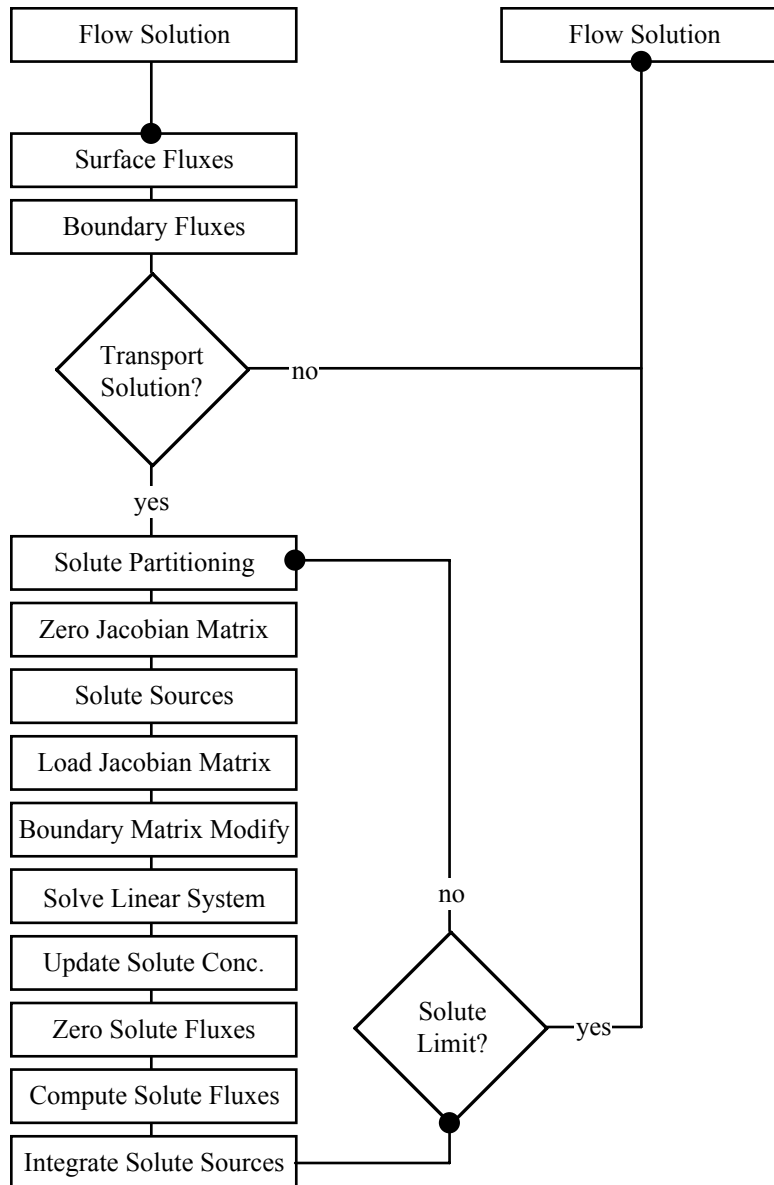 Flow Solution
Flow Solution
Surface Fluxes
Boundary Fluxes
Transport
Solution?
no
yes
Solute Partitioning
Zero Jacobian Matrix
Solute Sources
Load Jacobian Matrix
Boundary Matrix Modify
Solve Linear System
Update Solute Conc.
Zero Solute Fluxes
Compute Solute Fluxes
Integrate Solute Sources
no
Solute
Limit?
yes